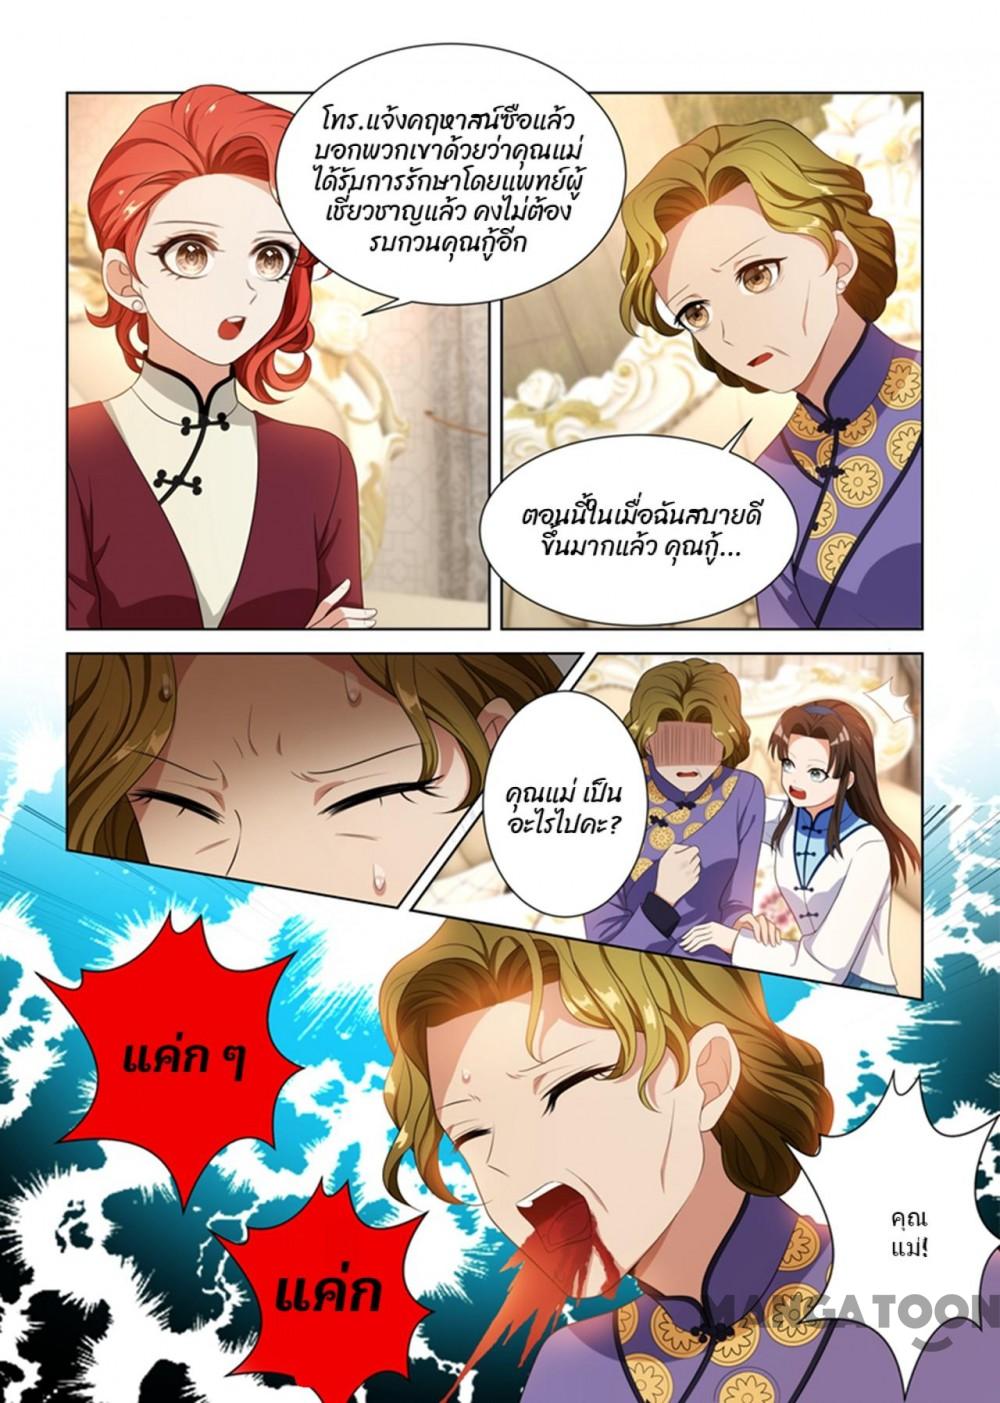 โทร.แจ้งคฤหาสน์ซือแล้ว
บอกพวกเขาด้วยว่าคุณแม่
ได้รับการรักษาโดยแพทย์ผู้
เชี่ยวชาญแล้ว คงไม่ต้อง
รบกวนคุณกู้อีก
ตอนนี้ในเมื่อฉันสบายดี
ขึ้นมากแล้ว คุณกู้...
คุณแม่ เป็น
อะไรไปคะ?
แค่ก ๆ
แค่ก
คุณ
แม่!
MANGATOON